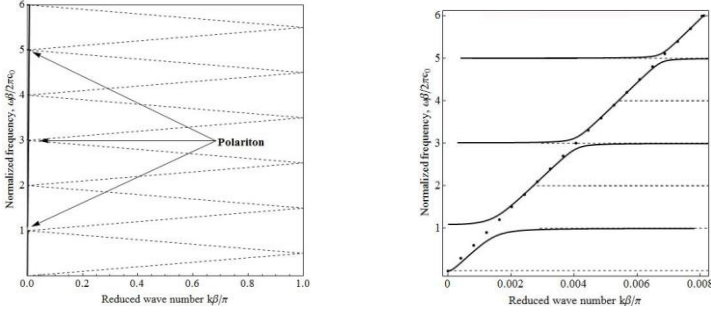 6
5
4
3
2
1
Normalized frequency, ωβ/2πc₀
Polariton
0.0 0.2 0.4 0.6 0.8 1.0
Reduced wave number kβ/π
6
5
4
3
2
1
0
Normalized frequency, ωβ/2πc₀
0 0.002 0.004 0.006 0.008
Reduced wave number kβ/π